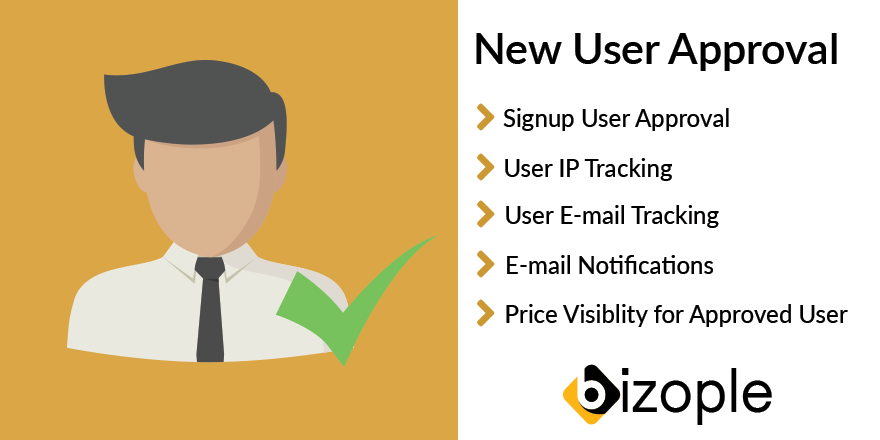 New User Approval
Signup User Approval
User IP Tracking
User E-mail Tracking
E-mail Notifications
Price Visiblity for Approved User
bizople